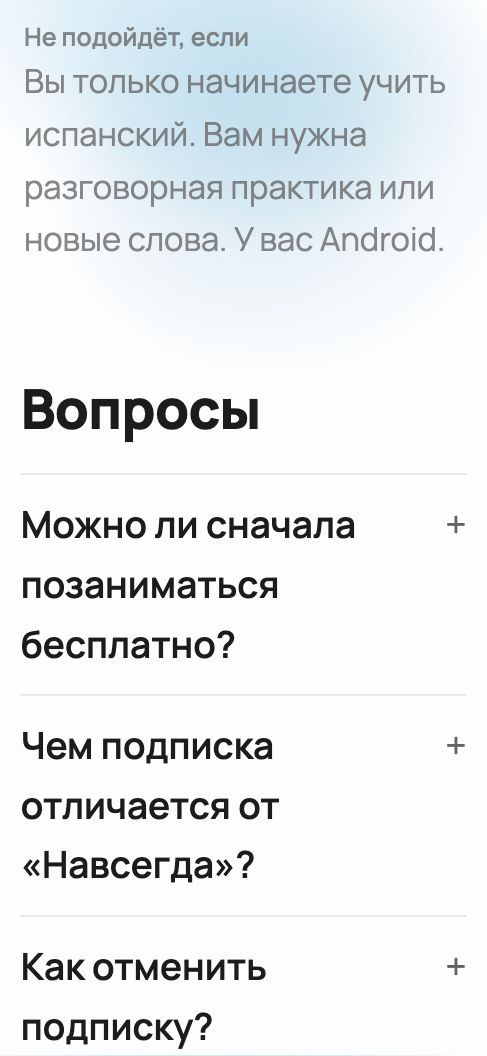 Не подойдёт, если
Вы только начинаете учить
испанский. Вам нужна
разговорная практика или
новые слова. У вас Android.
Вопросы
Можно ли сначала +
позаниматься
бесплатно?
Чем подписка +
отличается от
«Навсегда»?
Как отменить +
подписку?